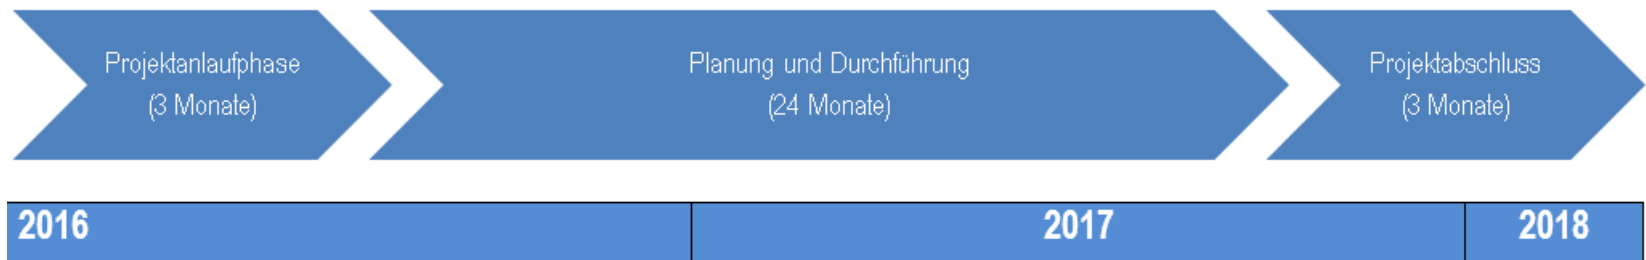 Projektanlaufphase
(3 Monate)
Planung und Durchführung
(24 Monate)
Projektabschluss
(3 Monate)
2016
2017
2018